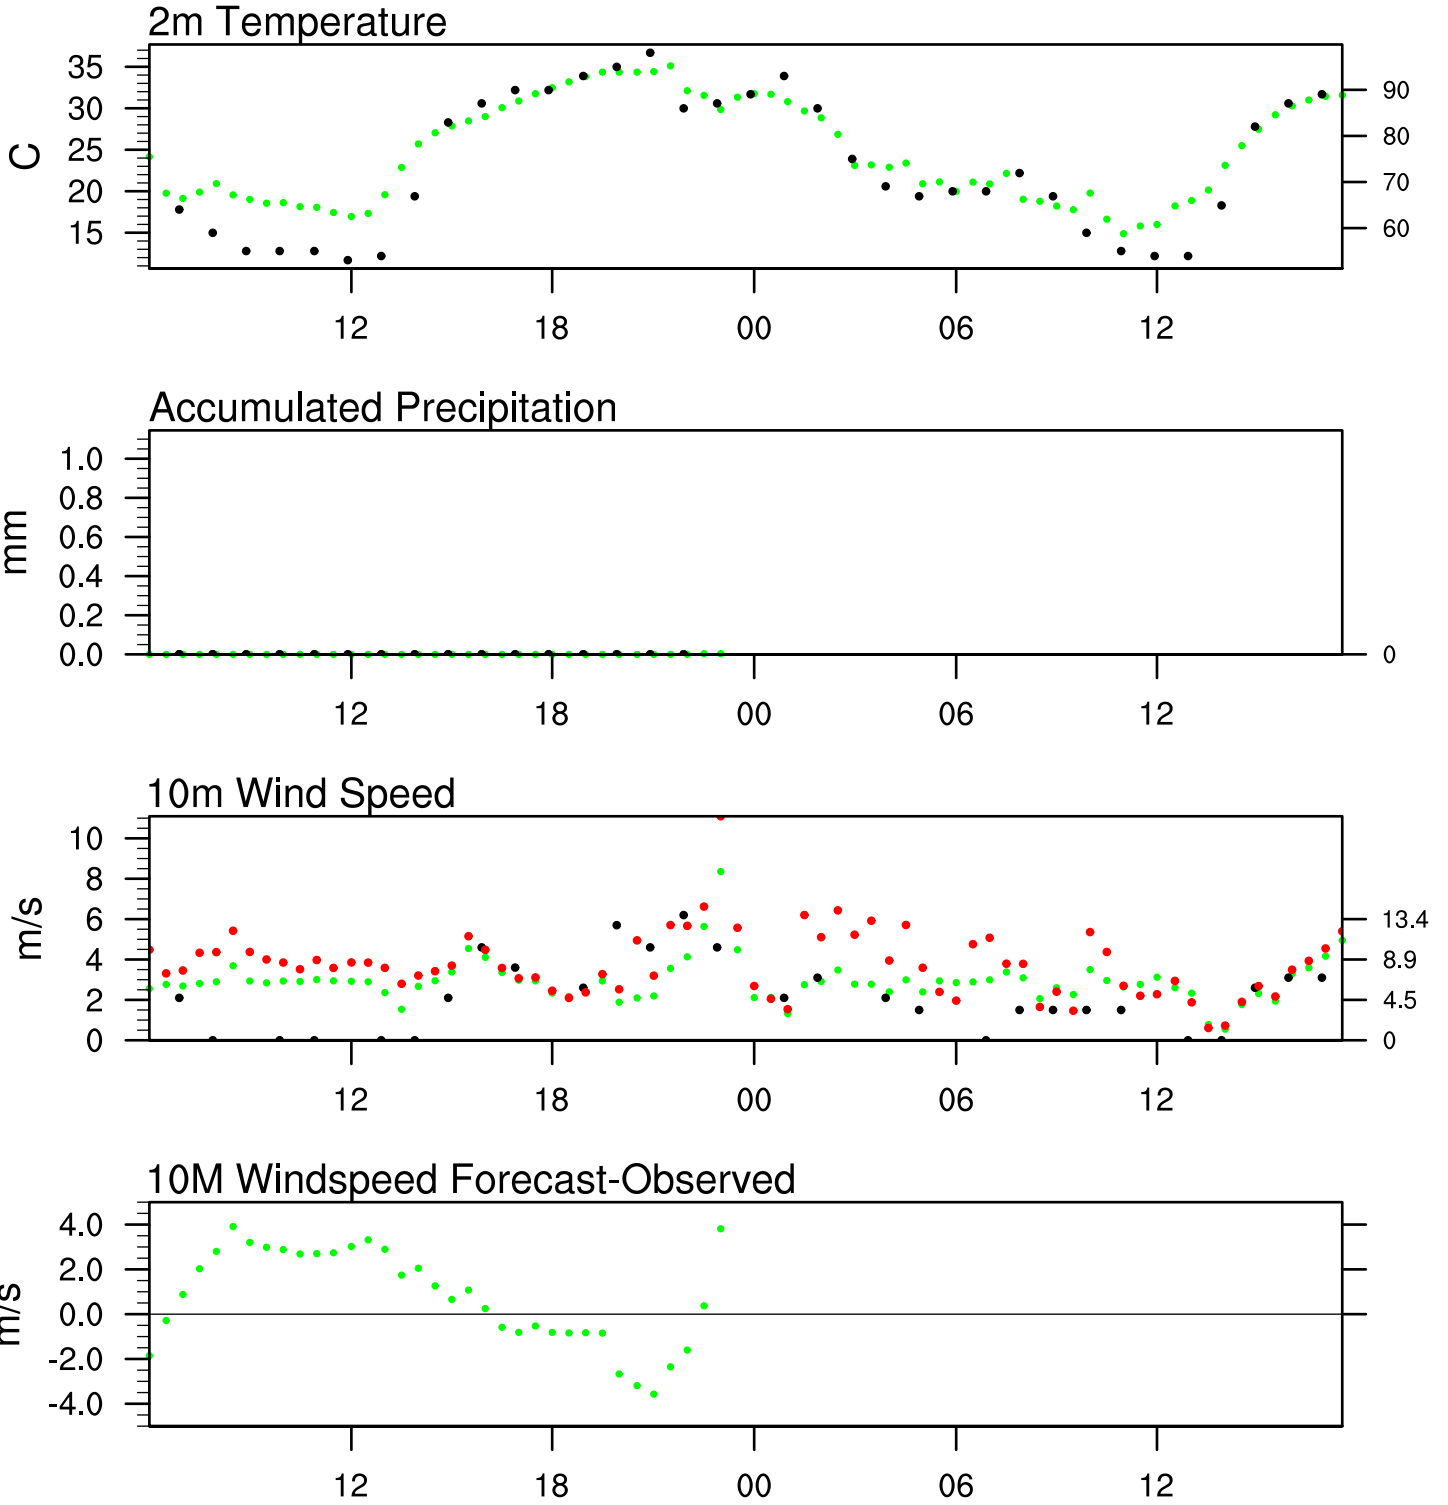 2m Temperature
35
30
25
20
15
C
90
80
70
60
12 18 00 06 12
Accumulated Precipitation
1.0
0.8
0.6
0.4
0.2
0.0
mm
0
12 18 00 06 12
10m Wind Speed
10
8
6
4
2
0
m/s
13.4
8.9
4.5
0
12 18 00 06 12
10M Windspeed Forecast-Observed
4.0
2.0
0.0
-2.0
-4.0
m/s
12 18 00 06 12